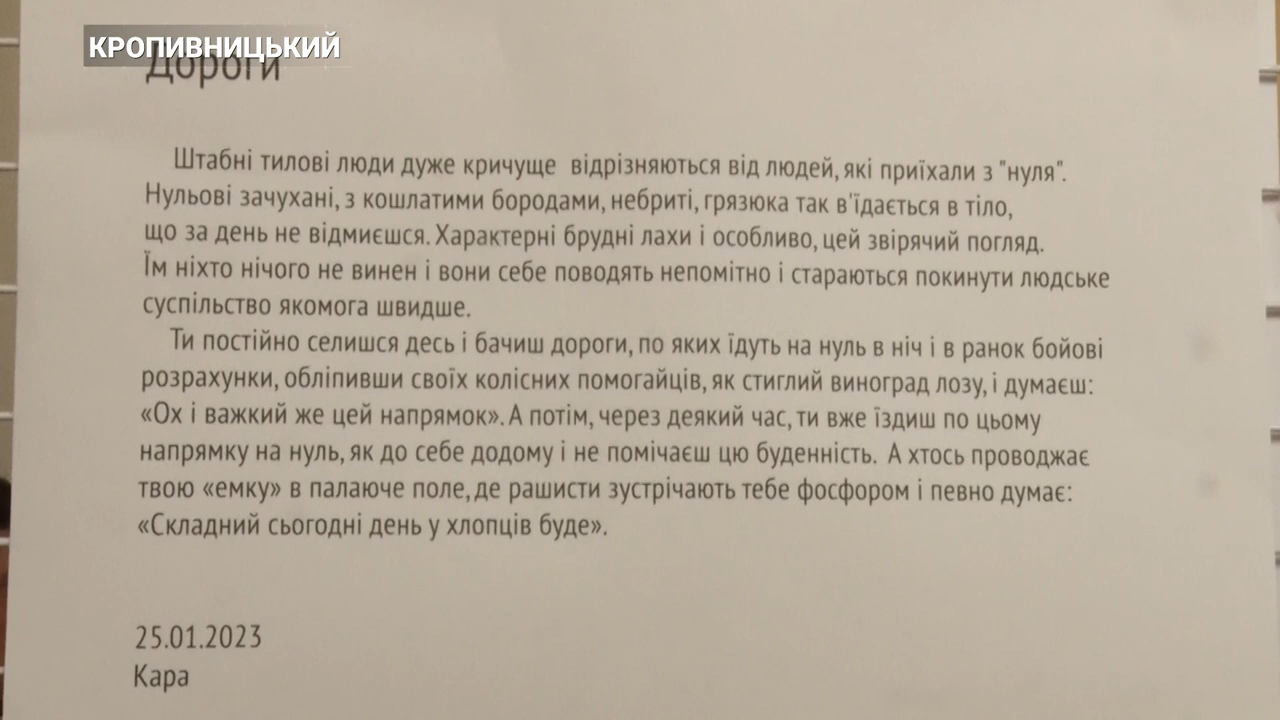 КРОПИВНИЦЬКИЙ
Дороги
Штабні тилові люди дуже кричуще відрізняються від людей, які приїхали з "нуля".
Нульові зачухані, з кошлатими бородами, небриті, грязюка так в'їдається в тіло,
що за день не відмиєшся. Характерні брудні лахи і особливо, цей звірячий погляд.
Їм ніхто нічого не винен і вони себе поводять непомітно і стараються покинути людське
суспільство якомога швидше.
Ти постійно селишся десь і бачиш дороги, по яких їдуть на нуль в ніч і в ранок бойові
розрахунки, обліпивши своїх колісних помогайців, як стиглий виноград лозу, і думаєш:
«Ох і важкий же цей напрямок». А потім, через деякий час, ти вже їздиш по цьому
напрямку на нуль, як до себе додому і не помічаєш цю буденність. А хтось проводжає
твою «емку» в палаюче поле, де рашисти зустрічають тебе фосфором і певно думає:
«Складний сьогодні день у хлопців буде».
25.01.2023
Кара